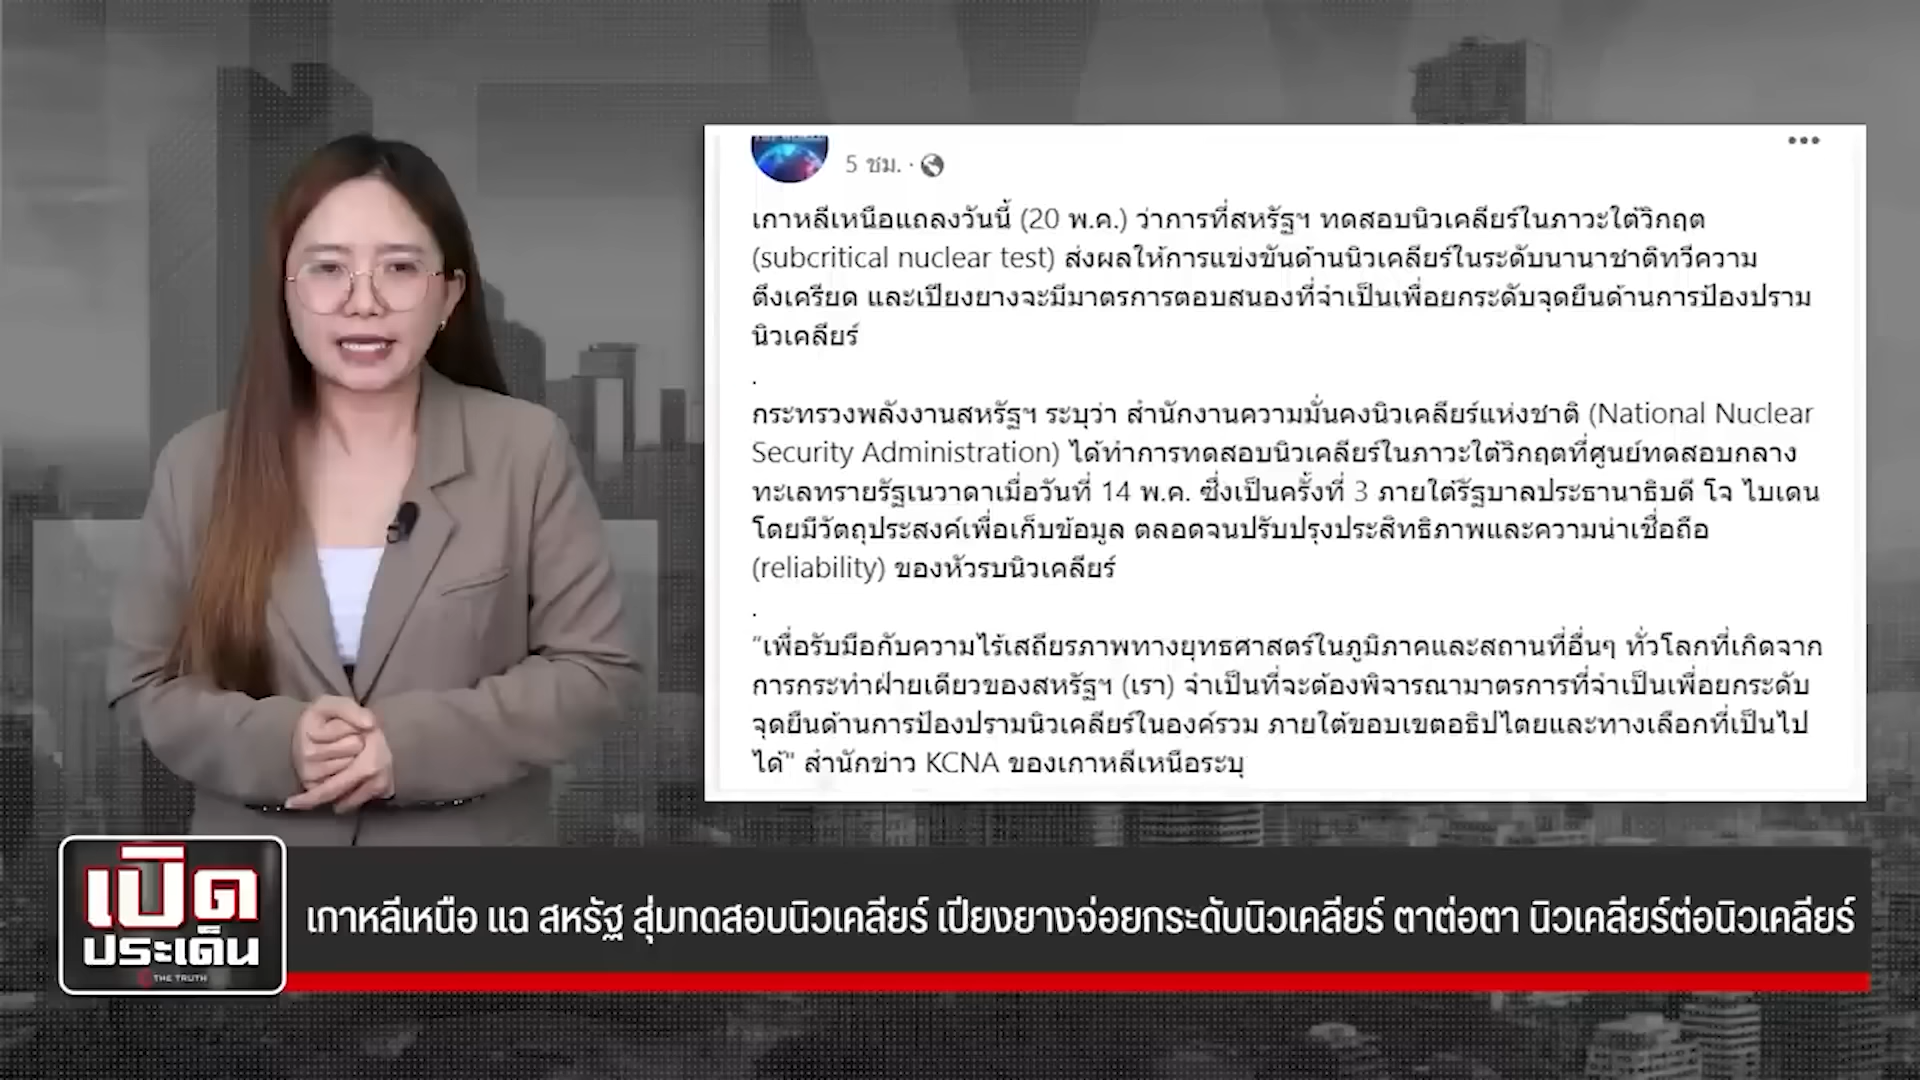 5 ชม. ·
เกาหลีเหนือแถลงวันนี้ (20 พ.ค.) ว่าการที่สหรัฐฯ ทดสอบนิวเคลียร์ในภาวะใต้วิกฤต
(subcritical nuclear test) ส่งผลให้การแข่งขันด้านนิวเคลียร์ในระดับนานาชาติทวีความ
ตึงเครียด และเปียงยางจะมีมาตรการตอบสนองที่จำเป็นเพื่อยกระดับจุดยืนด้านการป้องปราม
นิวเคลียร์
.
กระทรวงพลังงานสหรัฐฯ ระบุว่า สำนักงานความมั่นคงนิวเคลียร์แห่งชาติ (National Nuclear
Security Administration) ได้ทำการทดสอบนิวเคลียร์ในภาวะใต้วิกฤตที่ศูนย์ทดสอบกลาง
ทะเลทรายรัฐเนวาดาเมื่อวันที่ 14 พ.ค. ซึ่งเป็นครั้งที่ 3 ภายใต้รัฐบาลประธานาธิบดี โจ ไบเดน
โดยมีวัตถุประสงค์เพื่อเก็บข้อมูล ตลอดจนปรับปรุงประสิทธิภาพและความน่าเชื่อถือ
(reliability) ของหัวรบนิวเคลียร์
.
"เพื่อรับมือกับความไร้เสถียรภาพทางยุทธศาสตร์ในภูมิภาคและสถานที่อื่นๆ ทั่วโลกที่เกิดจาก
การกระทำฝ่ายเดียวของสหรัฐฯ (เรา) จำเป็นที่จะต้องพิจารณามาตรการที่จำเป็นเพื่อยกระดับ
จุดยืนด้านการป้องปรามนิวเคลียร์ในองค์รวม ภายใต้ขอบเขตอธิปไตยและทางเลือกที่เป็นไป
ได้" สำนักข่าว KCNA ของเกาหลีเหนือระบุ
เปิด
ประเด็น
THE TRUTH
เกาหลีเหนือ แฉ สหรัฐ สุ่มทดสอบนิวเคลียร์ เปียงยางจ่อยกระดับนิวเคลียร์ ตาต่อตา นิวเคลียร์ต่อนิวเคลียร์